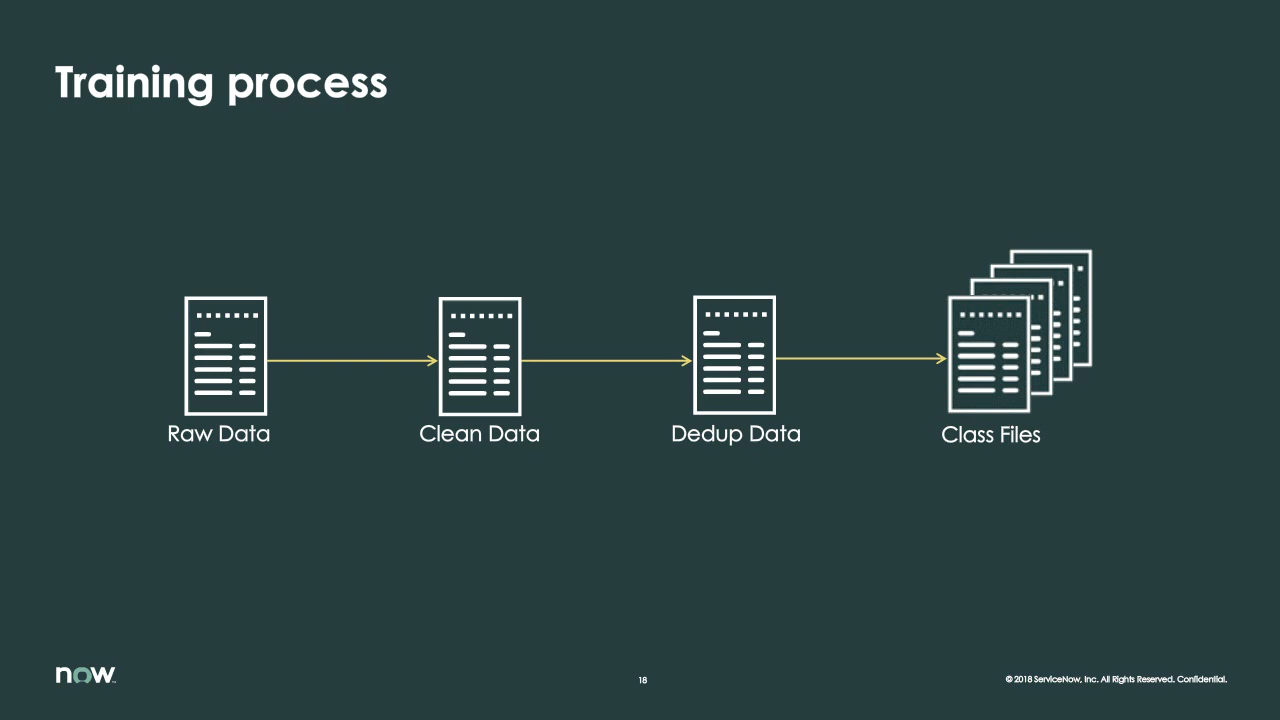 Training process
Raw Data
Clean Data
Dedup Data
Class Files
now
18
© 2018 ServiceNow, Inc. All Rights Reserved. Confidential.